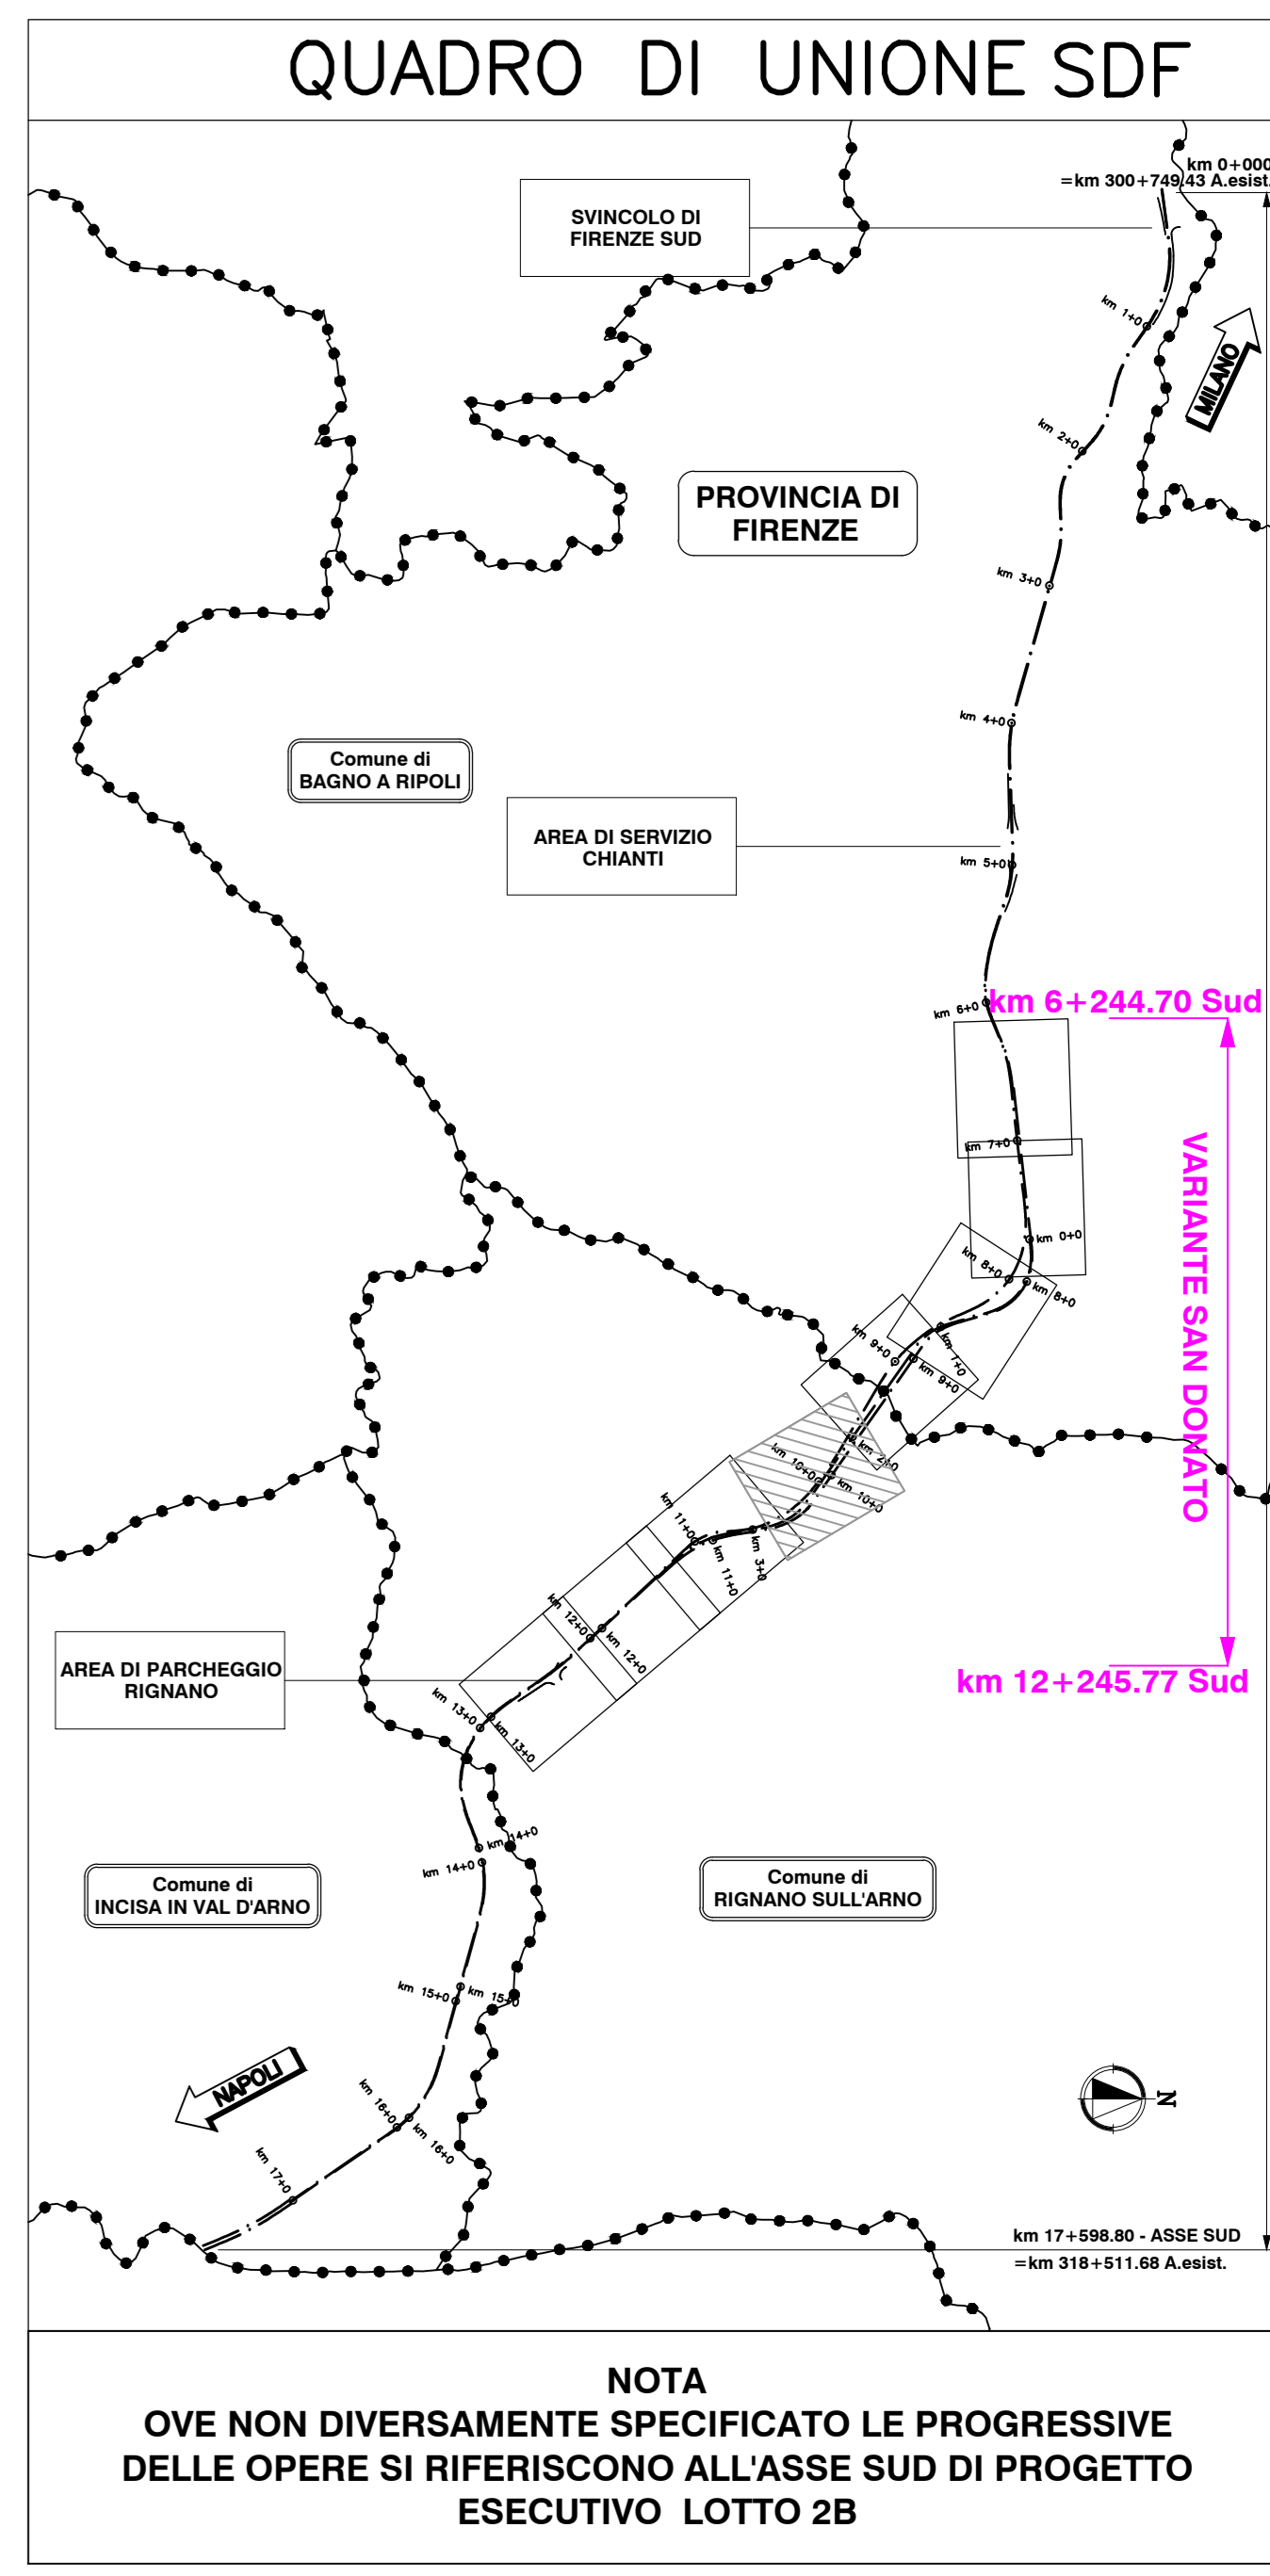 QUADRO DI UNIONE SDF
km 0+000
=km 300+749.43 A.esist.
SVINCOLO DI
FIRENZE SUD
km 1+0
MILANO
km 2+0
PROVINCIA DI
FIRENZE
km 3+0
km 4+0
Comune di
BAGNO A RIPOLI
AREA DI SERVIZIO
CHIANTI
km 5+0
km 6+244.70 Sud
km 6+0
km 7+0
VARIANTE SAN DONATO
km 0+0
km 8+0
km 8+0
km 9+0
km 1+0
km 9+0
km 2+0
km 10+0
km 10+0
km 11+0
km 3+0
km 11+0
km 12+0
km 12+0
AREA DI PARCHEGGIO
RIGNANO
km 12+245.77 Sud
km 13+0
km 13+0
km 14+0
km 14+0
Comune di
INCISA IN VAL D'ARNO
Comune di
RIGNANO SULL'ARNO
km 15+0
km 15+0
NAPOLI
km 16+0
km 16+0
N
km 17+0
km 17+598.80 - ASSE SUD
=km 318+511.68 A.esist.
NOTA
OVE NON DIVERSAMENTE SPECIFICATO LE PROGRESSIVE
DELLE OPERE SI RIFERISCONO ALL'ASSE SUD DI PROGETTO
ESECUTIVO LOTTO 2B